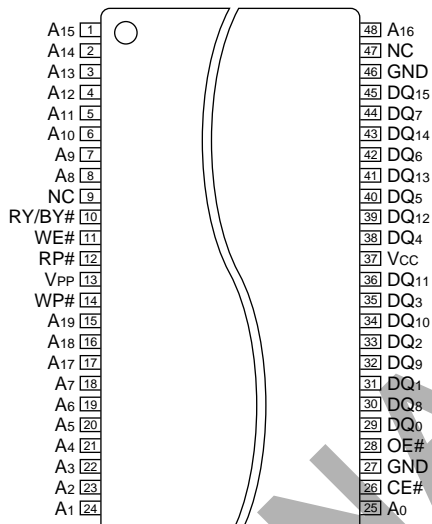 A15 1 48 A16
A14 2 47 NC
A13 3 46 GND
A12 4 45 DQ15
A11 5 44 DQ7
A10 6 43 DQ14
A9 7 42 DQ6
A8 8 41 DQ13
NC 9 40 DQ5
RY/BY# 10 39 DQ12
WE# 11 38 DQ4
RP# 12 37 VCC
VPP 13 36 DQ11
WP# 14 35 DQ3
A19 15 34 DQ10
A18 16 33 DQ2
A17 17 32 DQ9
A7 18 31 DQ1
A6 19 30 DQ8
A5 20 29 DQ0
A4 21 28 OE#
A3 22 27 GND
A2 23 26 CE#
A1 24 25 A0